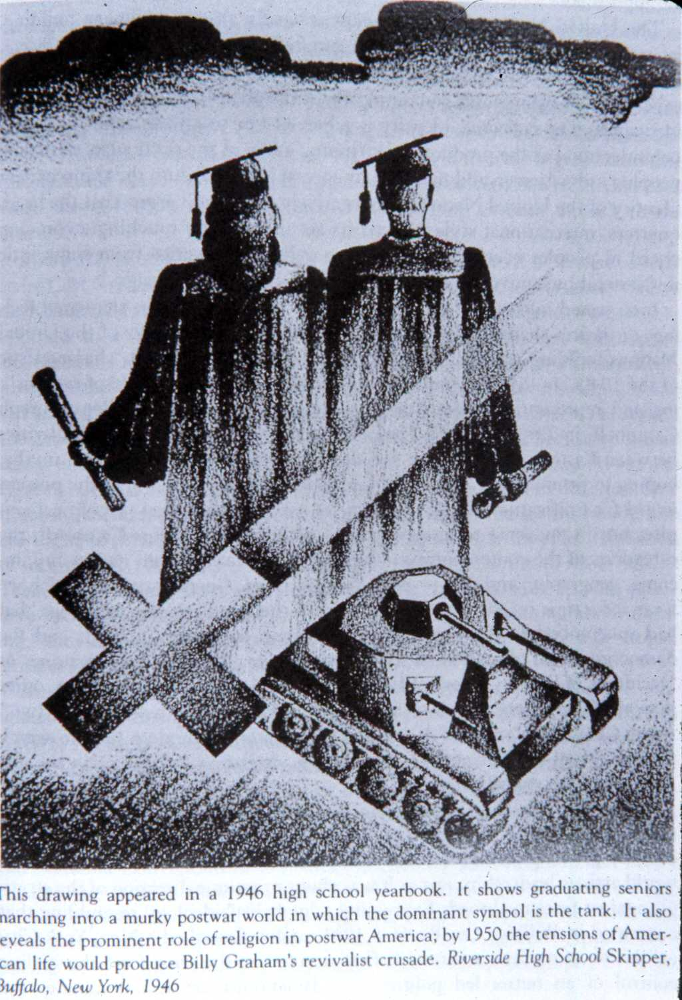 This drawing appeared in a 1946 high school yearbook. It shows graduating seniors
narching into a murky postwar world in which the dominant symbol is the tank. It also
eveals the prominent role of religion in postwar America; by 1950 the tensions of Amer-
can life would produce Billy Graham's revivalist crusade. Riverside High School Skipper,
Buffalo, New York, 1946